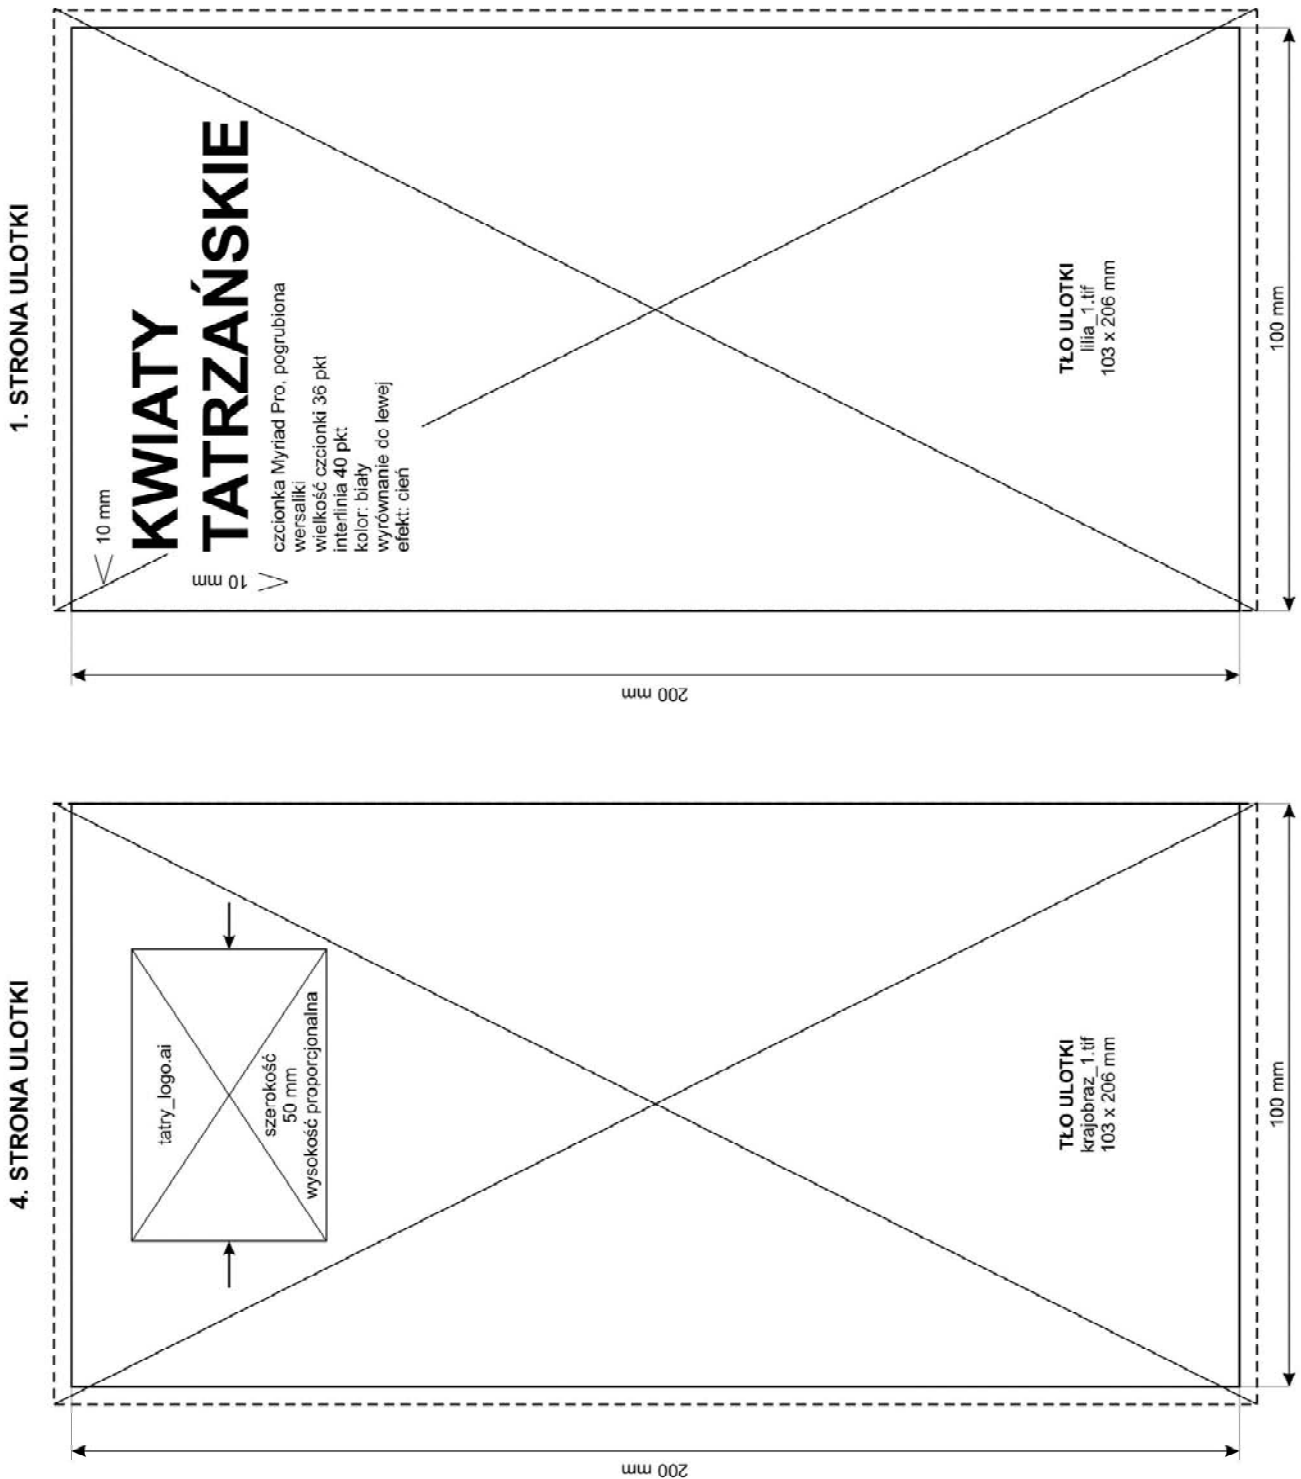 4. STRONA ULOTKI
tatry_logo.ai
szerokość
50 mm
wysokość proporcjonalna
TŁO ULOTKI
krajobraz_1.tif
103 x 206 mm
100 mm
200 mm
1. STRONA ULOTKI
10 mm
KWIATY
TATRZAŃSKIE
10 mm
czcionka Myriad Pro, pogrubiona
wersaliki
wielkość czcionki 36 pkt
interlinia 40 pkt
kolor: biały
wyrównanie do lewej
efekt: cień
TŁO ULOTKI
lilia_1.tif
103 x 206 mm
100 mm
200 mm